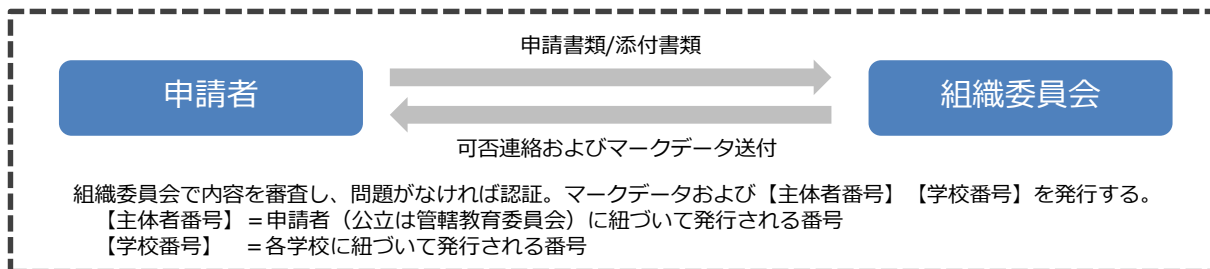 申請書類/添付書類
申請者
組織委員会
可否連絡およびマークデータ送付
組織委員会で内容を審査し、問題がなければ認証。マークデータおよび【主体者番号】【学校番号】を発行する。
【主体者番号】＝申請者（公立は管轄教育委員会）に紐づいて発行される番号
【学校番号】　＝各学校に紐づいて発行される番号